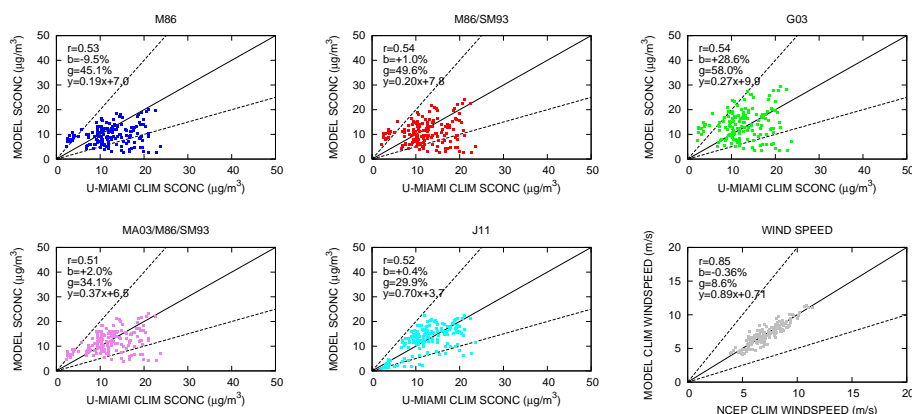 M86
MODEL SCONC (µg/m³)
50
40
30
20
10
0
r=0.53
b=-9.5%
g=45.1%
y=0.19x+7.0
0 10 20 30 40 50
U-MIAMI CLIM SCONC (µg/m³)
M86/SM93
MODEL SCONC (µg/m³)
50
40
30
20
10
0
r=0.54
b=+1.0%
g=49.6%
y=0.20x+7.8
0 10 20 30 40 50
U-MIAMI CLIM SCONC (µg/m³)
G03
MODEL SCONC (µg/m³)
50
40
30
20
10
0
r=0.54
b=+28.6%
g=58.0%
y=0.27x+9.9
0 10 20 30 40 50
U-MIAMI CLIM SCONC (µg/m³)
MA03/M86/SM93
MODEL SCONC (µg/m³)
50
40
30
20
10
0
r=0.51
b=+2.0%
g=34.1%
y=0.37x+6.5
0 10 20 30 40 50
U-MIAMI CLIM SCONC (µg/m³)
J11
MODEL SCONC (µg/m³)
50
40
30
20
10
0
r=0.52
b=+0.4%
g=29.9%
y=0.70x+3.7
0 10 20 30 40 50
U-MIAMI CLIM SCONC (µg/m³)
WIND SPEED
MODEL CLIM WINDSPEED (m/s)
20
15
10
5
0
r=0.85
b=-0.36%
g=8.6%
y=0.89x+0.71
0 5 10 15 20
NCEP CLIM WINDSPEED (m/s)